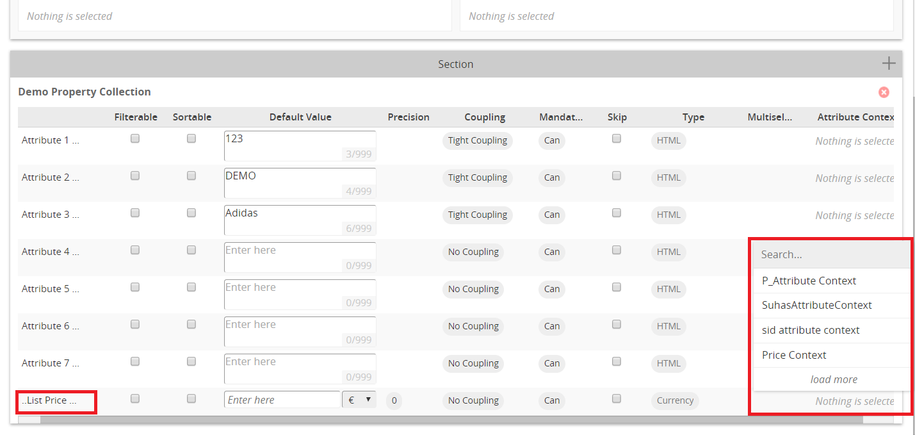 Nothing is selected Nothing is selected
Section
Demo Property Collection
Filterable Sortable Default Value Precision Coupling Mandat... Skip Type Multisel... Attribute Contex
Attribute 1 ... 123 3/999 Tight Coupling Can HTML Nothing is selecte
Attribute 2 ... DEMO 4/999 Tight Coupling Can HTML Nothing is selecte
Attribute 3 ... Adidas 6/999 Tight Coupling Can HTML Nothing is selecte
Attribute 4 ... Enter here 0/999 No Coupling Can HTML
Attribute 5 ... Enter here 0/999 No Coupling Can HTML
Attribute 6 ... Enter here 0/999 No Coupling Can HTML
Attribute 7 ... Enter here 0/999 No Coupling Can HTML
..List Price ... Enter here € 0 No Coupling Can Currency Nothing is selecte
Search...
P_Attribute Context
SuhasAttributeContext
sid attribute context
Price Context
load more